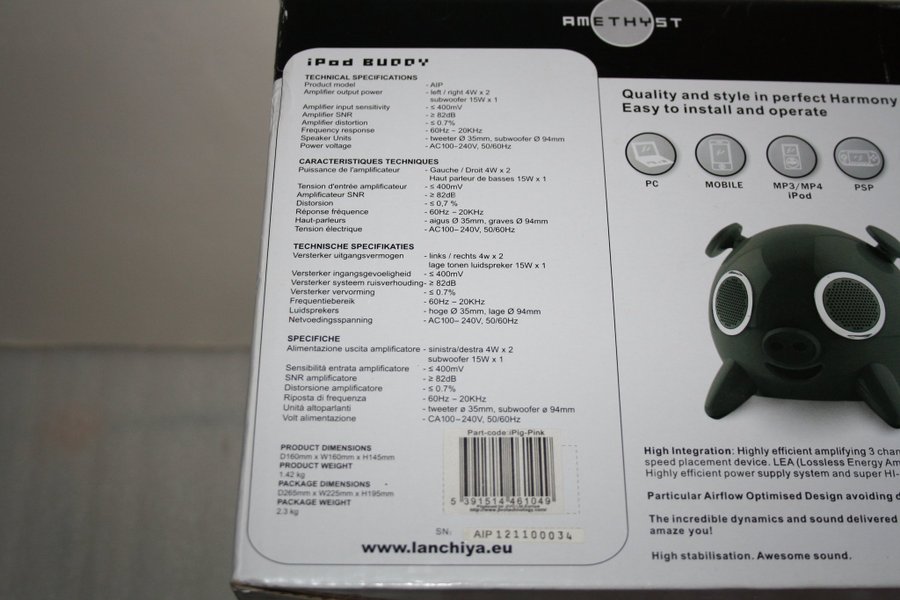 AMETHYST
iPod BUDDY
TECHNICAL SPECIFICATIONS
Product model - AIP
Amplifier output power - left / right 4W x 2
subwoofer 15W x 1
Amplifier input sensitivity - ≤ 400mV
Amplifier SNR - ≥ 82dB
Amplifier distortion - ≤ 0.7%
Frequency response - 60Hz – 20KHz
Speaker Units - tweeter Ø 35mm, subwoofer Ø 94mm
Power voltage - AC100-240V, 50/60Hz
CARACTERISTIQUES TECHNIQUES
Puissance de l'amplificateur - Gauche / Droit 4W x 2
Haut parleur de basses 15W x 1
Tension d'entrée amplificateur - ≤ 400mV
Amplificateur SNR - ≥ 82dB
Distorsion - ≤ 0,7 %
Réponse fréquence - 60Hz – 20KHz
Haut-parleurs - aigus Ø 35mm, graves Ø 94mm
Tension électrique - AC100–240V, 50/60Hz
TECHNISCHE SPECIFIKATIES
Versterker uitgangsvermogen - links / rechts 4w x 2
lage tonen luidspreker 15W x 1
Versterker ingangsgevoeligheid - ≤ 400mV
Versterker systeem ruisverhouding - ≥ 82dB
Versterker vervorming - ≤ 0.7%
Frequentiebereik - 60Hz – 20KHz
Luidsprekers - hoge Ø 35mm, lage Ø 94mm
Netvoedingsspanning - AC100–240V, 50/60Hz
SPECIFICHE
Alimentazione uscita amplificatore - sinistra/destra 4W x 2
subwoofer 15W x 1
Sensibilità entrata amplificatore - ≤ 400mV
SNR amplificatore - ≥ 82dB
Distorsione amplificatore - ≤ 0.7%
Riposta di frequenza - 60Hz – 20KHz
Unità altoparlanti - tweeter ø 35mm, subwoofer ø 94mm
Volt alimentazione - CA100–240V, 50/60Hz
PRODUCT DIMENSIONS
D160mm x W160mm x H145mm
PRODUCT WEIGHT
1.42 kg
PACKAGE DIMENSIONS
D265mm x W225mm x H195mm
PACKAGE WEIGHT
2.3 kg
Part-code:iPig-Pink
5 391514 461049
SN: AIP 121100034
www.lanchiya.eu
Quality and style in perfect Harmony
Easy to install and operate
PC
MOBILE
MP3/MP4
iPod
PSP
High Integration: Highly efficient amplifying 3 chan
speed placement device. LEA (Lossless Energy Am
Highly efficient power supply system and super HI-
Particular Airflow Optimised Design avoiding
The incredible dynamics and sound delivered
amaze you!
High stabilisation. Awesome sound.